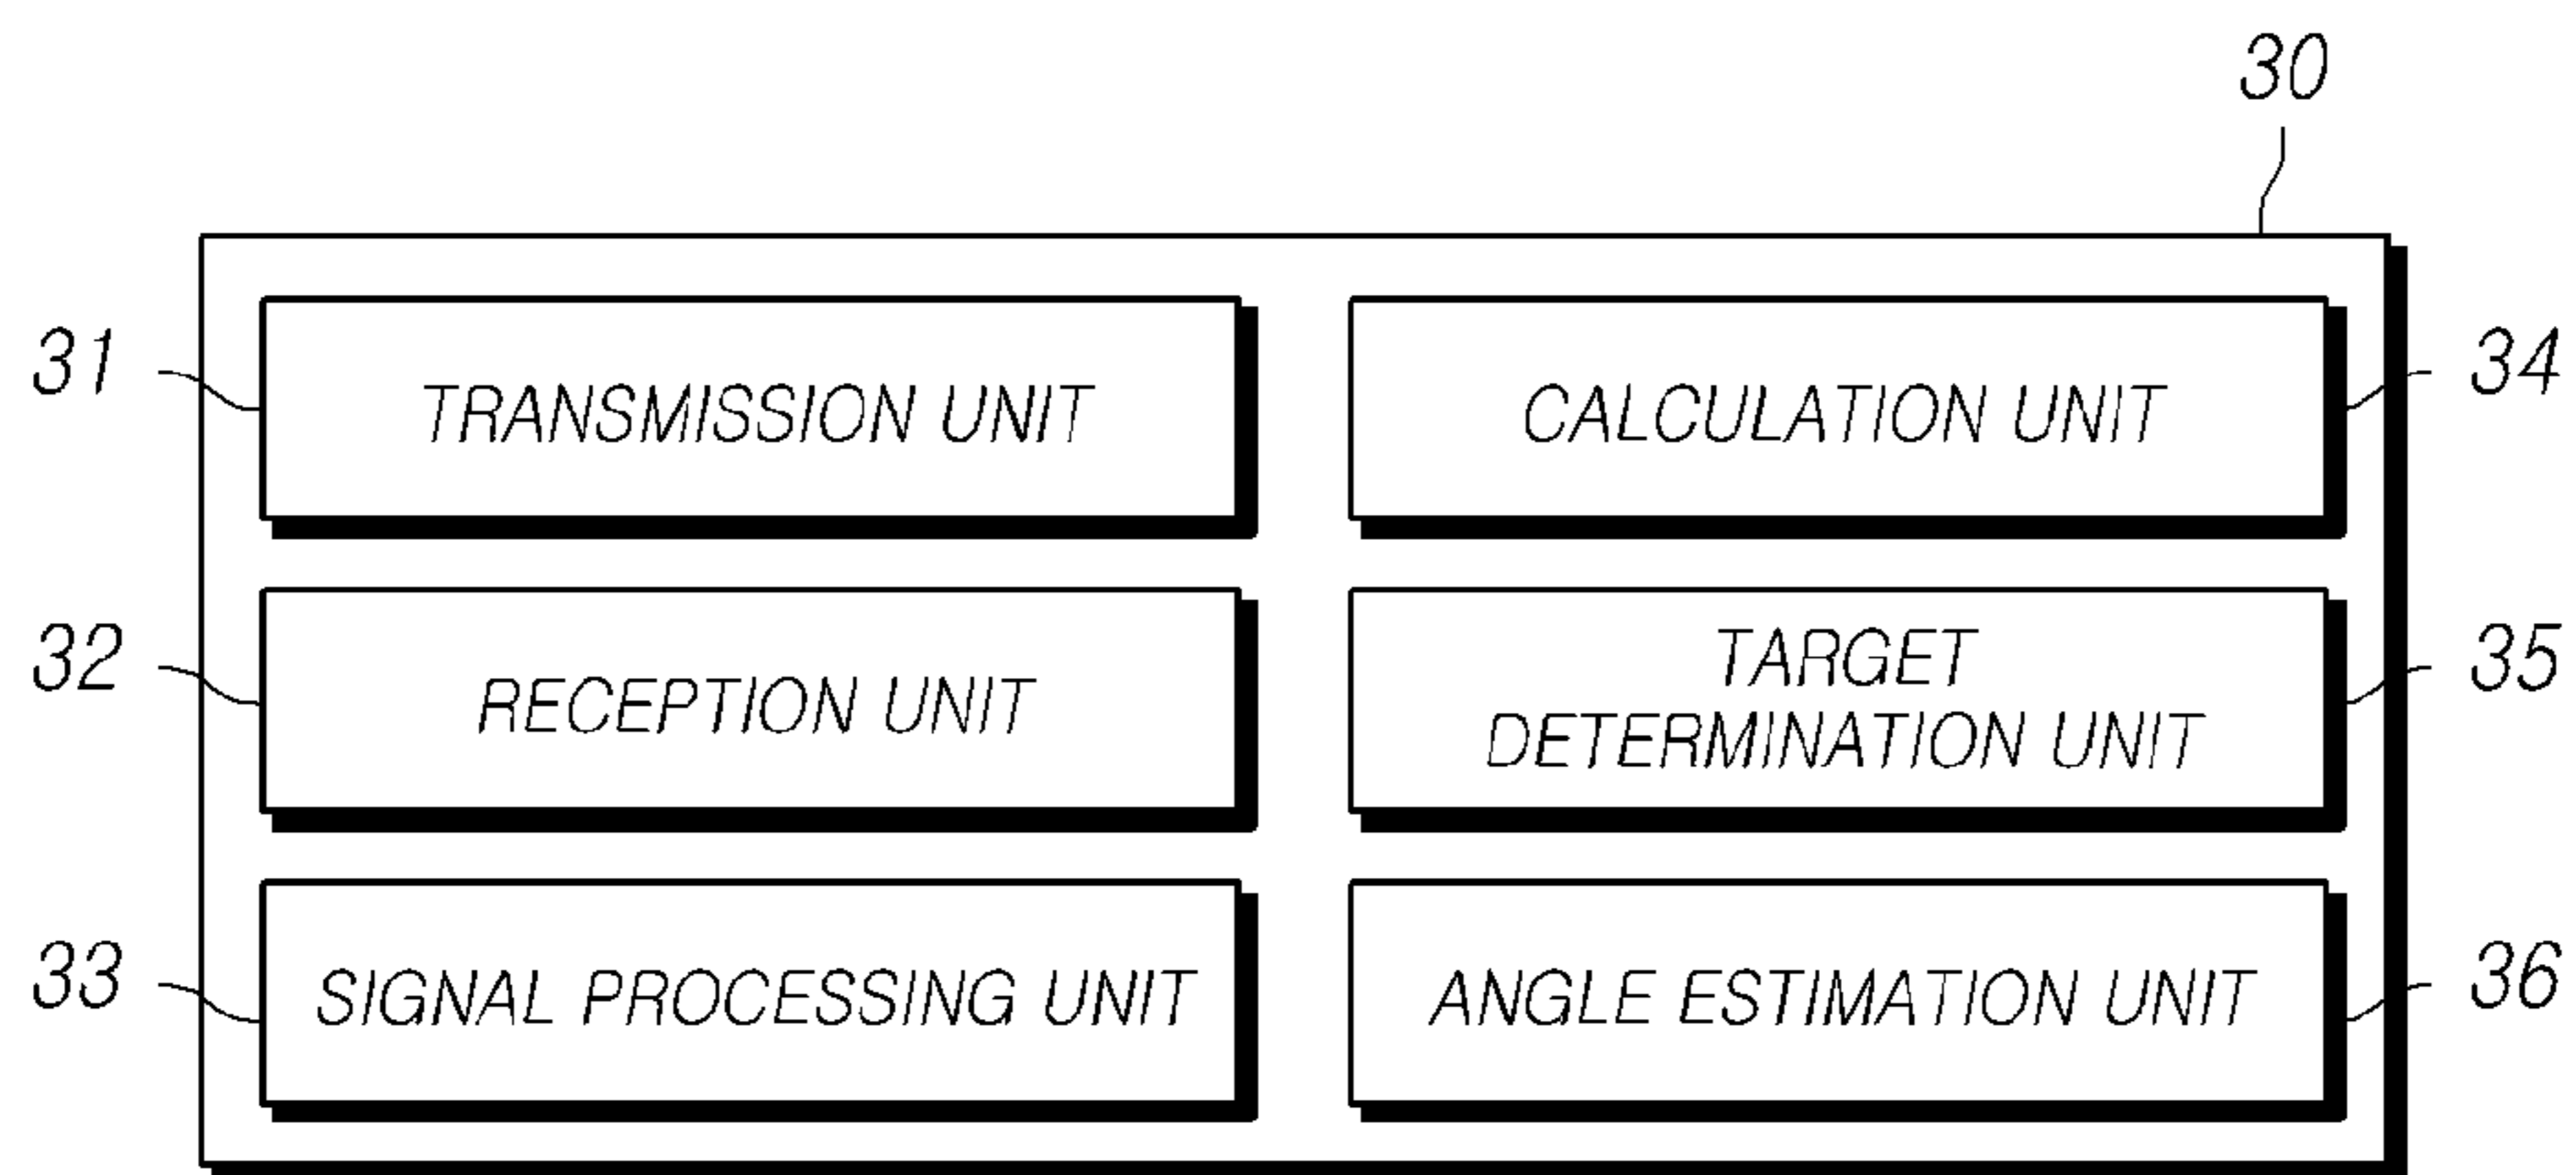 30
31
TRANSMISSION UNIT
CALCULATION UNIT
34
32
RECEPTION UNIT
TARGET
DETERMINATION UNIT
35
33
SIGNAL PROCESSING UNIT
ANGLE ESTIMATION UNIT
36